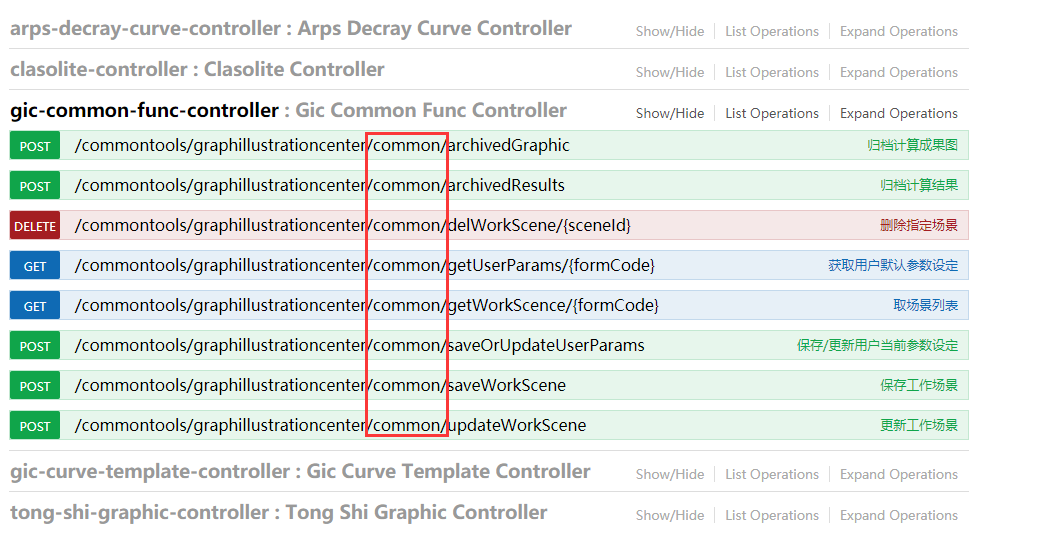 arps-decray-curve-controller : Arps Decray Curve Controller Show/Hide List Operations Expand Operations
clasolite-controller : Clasolite Controller Show/Hide List Operations Expand Operations
gic-common-func-controller : Gic Common Func Controller Show/Hide List Operations Expand Operations
POST /commontools/graphillustrationcenter/common/archivedGraphic 归档计算成果图
POST /commontools/graphillustrationcenter/common/archivedResults 归档计算结果
DELETE /commontools/graphillustrationcenter/common/delWorkScene/{sceneId} 删除指定场景
GET /commontools/graphillustrationcenter/common/getUserParams/{formCode} 获取用户默认参数设定
GET /commontools/graphillustrationcenter/common/getWorkScence/{formCode} 取场景列表
POST /commontools/graphillustrationcenter/common/saveOrUpdateUserParams 保存/更新用户当前参数设定
POST /commontools/graphillustrationcenter/common/saveWorkScene 保存工作场景
POST /commontools/graphillustrationcenter/common/updateWorkScene 更新工作场景
gic-curve-template-controller : Gic Curve Template Controller Show/Hide List Operations Expand Operations
tong-shi-graphic-controller : Tong Shi Graphic Controller Show/Hide List Operations Expand Operations